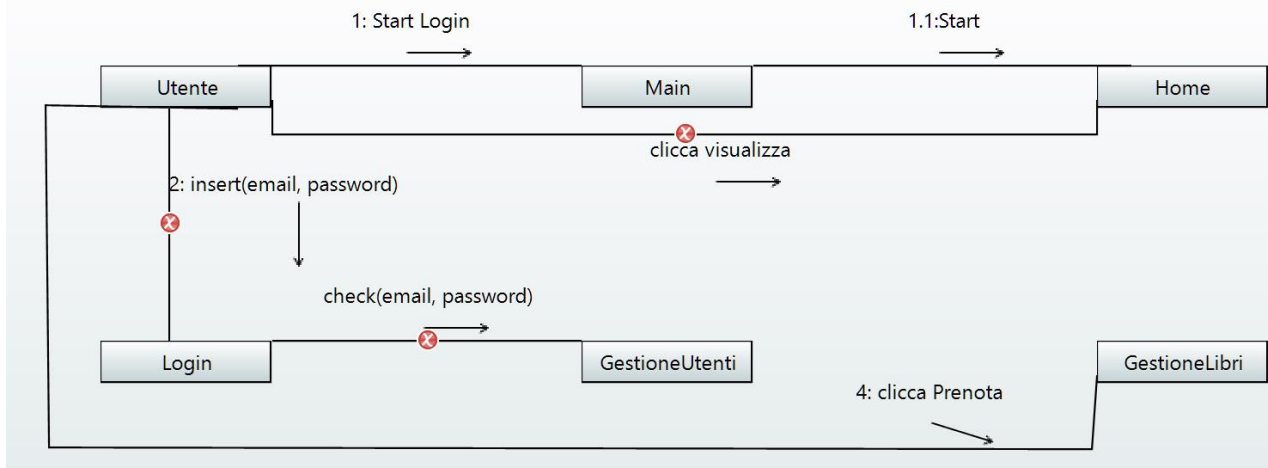 1: Start Login
1.1:Start
Utente
Main
Home
clicca visualizza
2: insert(email, password)
check(email, password)
Login
GestioneUtenti
GestioneLibri
4: clicca Prenota